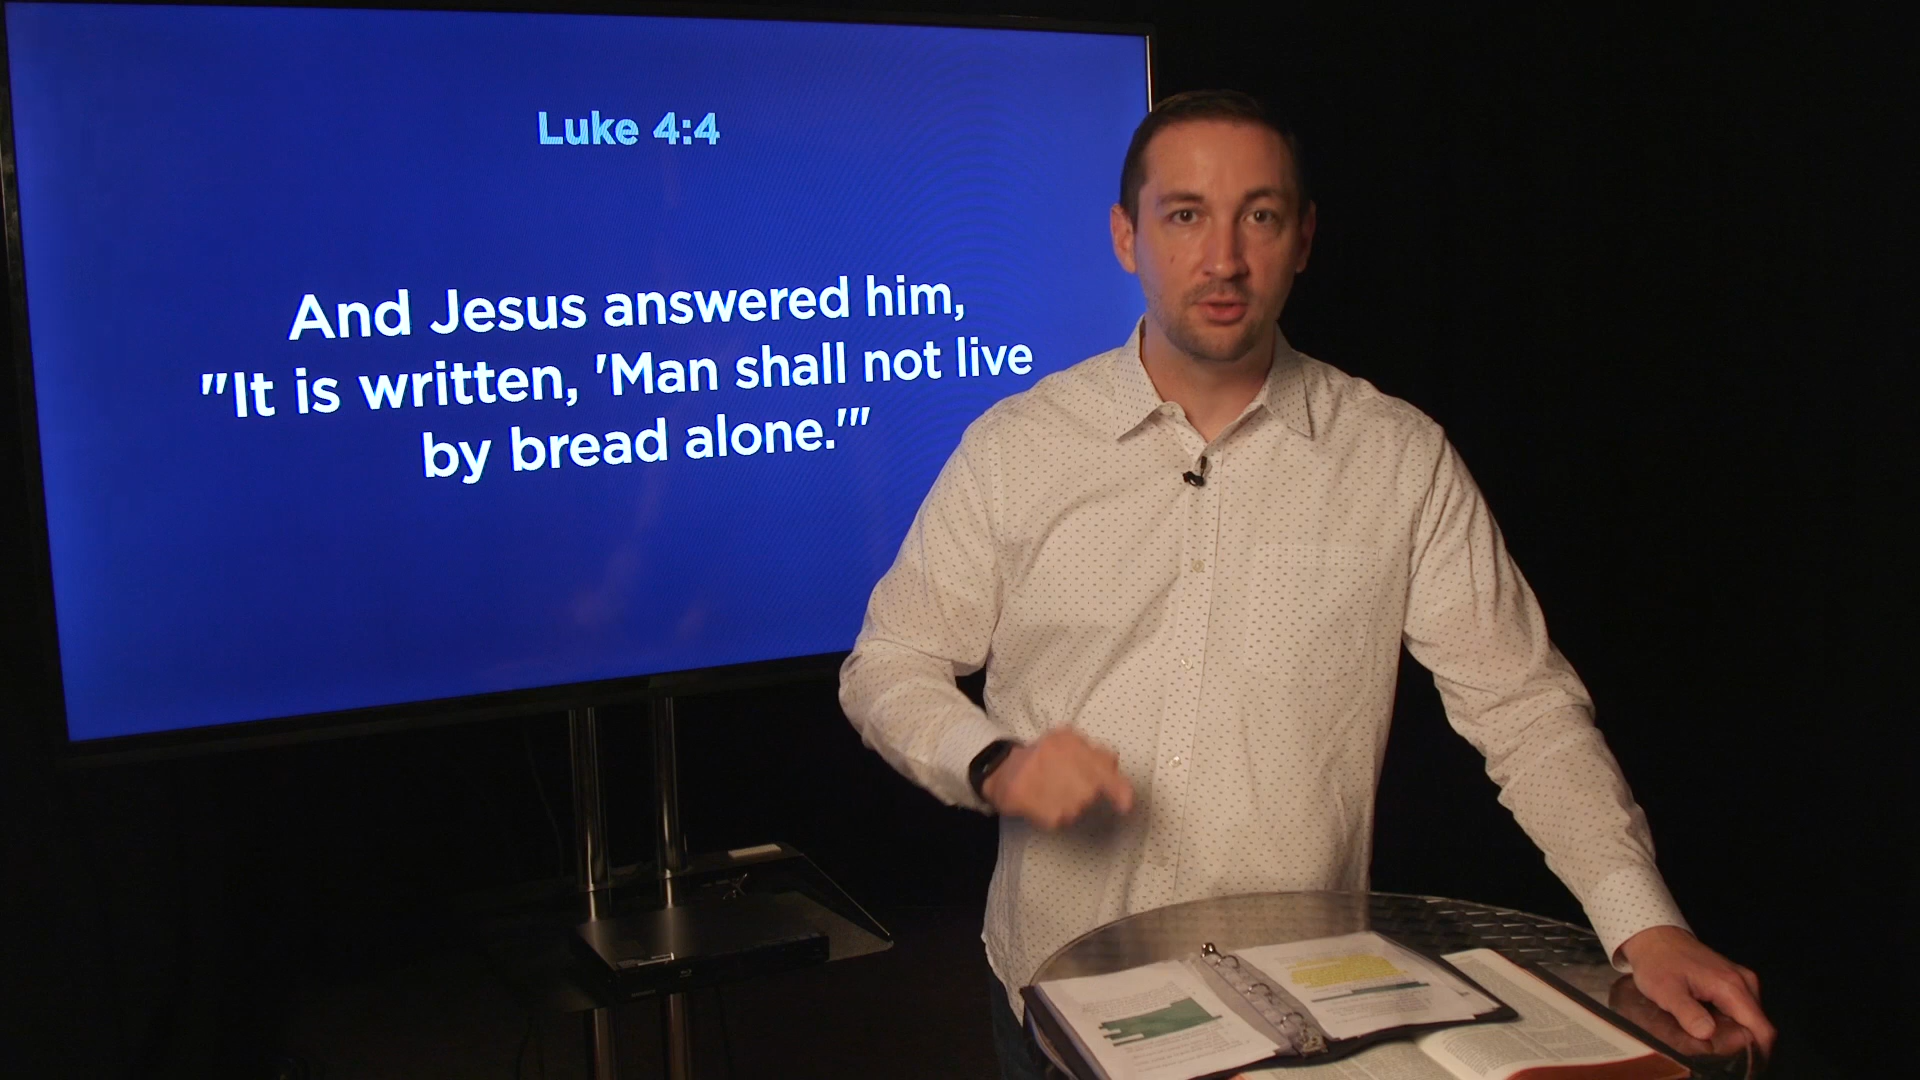 Luke 4:4
And Jesus answered him,
"It is written, 'Man shall not live
by bread alone.'"